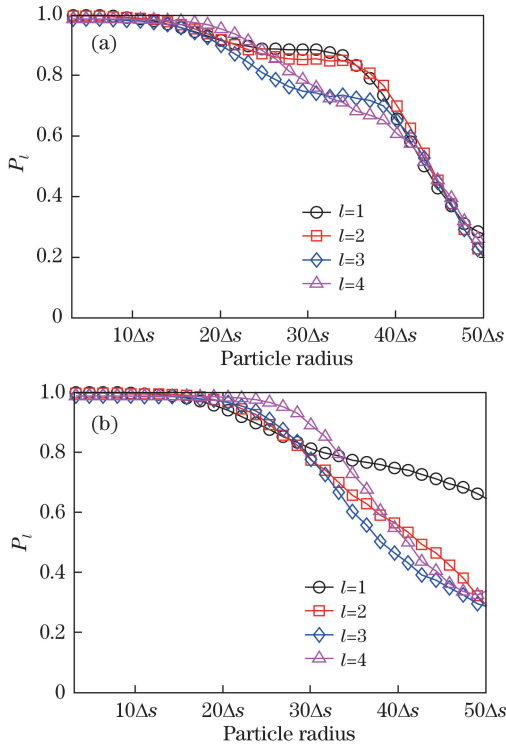 (a)
1.0
0.8
0.6
0.4
0.2
0
P_l
l=1
l=2
l=3
l=4
10Δs 20Δs 30Δs 40Δs 50Δs
Particle radius
(b)
1.0
0.8
0.6
0.4
0.2
0
P_l
l=1
l=2
l=3
l=4
10Δs 20Δs 30Δs 40Δs 50Δs
Particle radius